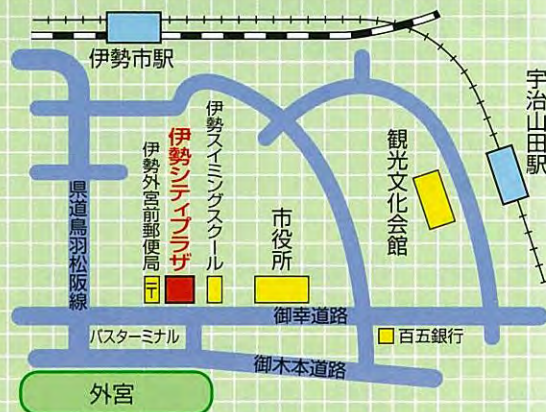 伊勢市駅
宇治山田駅
県道鳥羽松阪線
伊勢外宮前郵便局
伊勢シティプラザ
伊勢スイミングスクール
市役所
観光文化会館
〒
御幸道路
バスターミナル
百五銀行
御木本道路
外宮